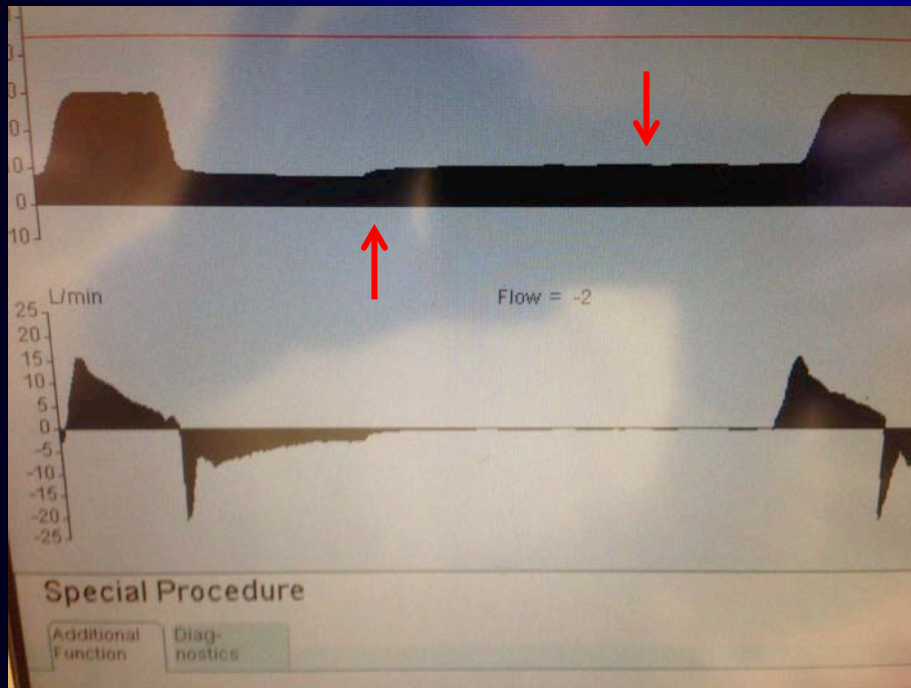 0
10
L/min
Flow = -2
25
20
15
10
5
0
-5
-10
-15
-20
-25
Special Procedure
Additional Diag-
Function nostics